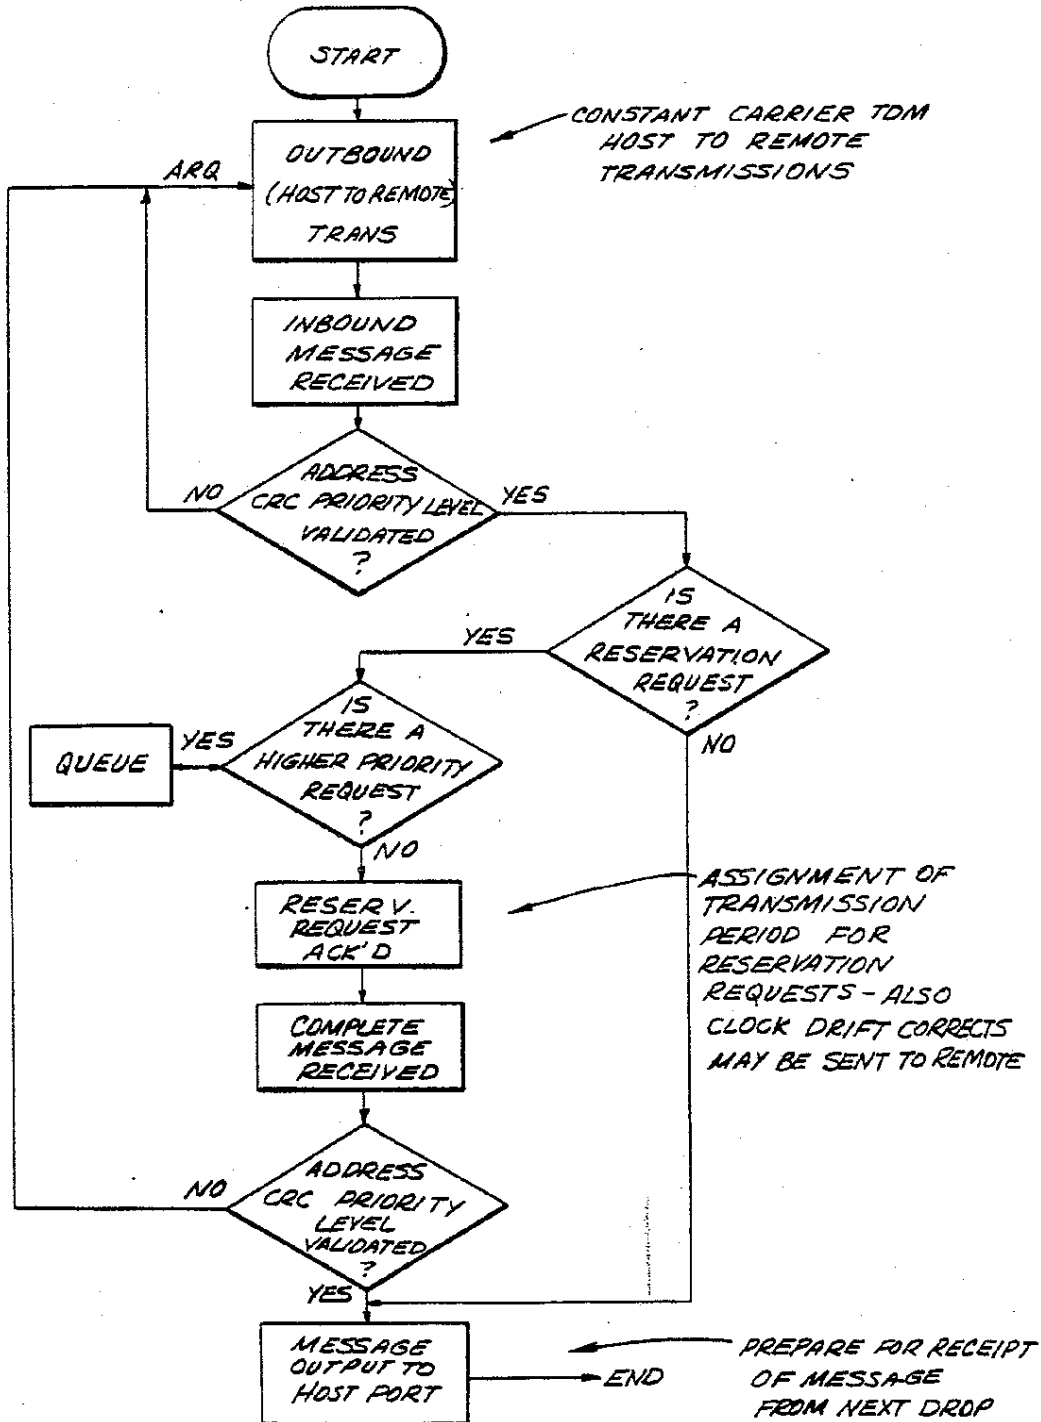 START
CONSTANT CARRIER TDM
HOST TO REMOTE
TRANSMISSIONS
ARQ
OUTBOUND
(HOST TO REMOTE)
TRANS
INBOUND
MESSAGE
RECEIVED
ADDRESS
CRC PRIORITY LEVEL
VALIDATED
?
NO
YES
IS
THERE A
RESERVATION
REQUEST
?
YES
NO
IS
THERE A
HIGHER PRIORITY
REQUEST
?
YES
QUEUE
NO
RESERV.
REQUEST
ACK'D
ASSIGNMENT OF
TRANSMISSION
PERIOD FOR
RESERVATION
REQUESTS - ALSO
CLOCK DRIFT CORRECTS
MAY BE SENT TO REMOTE
COMPLETE
MESSAGE
RECEIVED
ADDRESS
CRC PRIORITY
LEVEL
VALIDATED
?
NO
YES
MESSAGE
OUTPUT TO
HOST PORT
END
PREPARE FOR RECEIPT
OF MESSAGE
FROM NEXT DROP